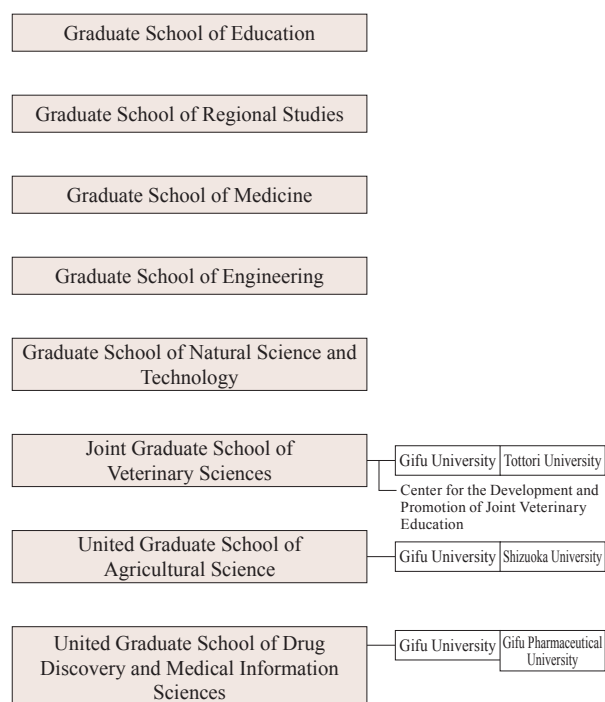 Graduate School of Education
Graduate School of Regional Studies
Graduate School of Medicine
Graduate School of Engineering
Graduate School of Natural Science and
Technology
Joint Graduate School of
Veterinary Sciences
Gifu University
Tottori University
Center for the Development and
Promotion of Joint Veterinary
Education
United Graduate School of
Agricultural Science
Gifu University
Shizuoka University
United Graduate School of Drug
Discovery and Medical Information
Sciences
Gifu University
Gifu Pharmaceutical
University